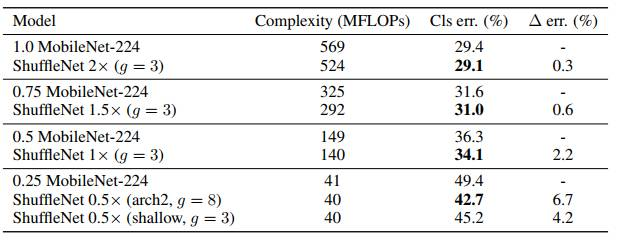 Model Complexity (MFLOPs) Cls err. (%) Δ err. (%)
1.0 MobileNet-224 569 29.4 -
ShuffleNet 2× (g = 3) 524 29.1 0.3
0.75 MobileNet-224 325 31.6 -
ShuffleNet 1.5× (g = 3) 292 31.0 0.6
0.5 MobileNet-224 149 36.3 -
ShuffleNet 1× (g = 3) 140 34.1 2.2
0.25 MobileNet-224 41 49.4 -
ShuffleNet 0.5× (arch2, g = 8) 40 42.7 6.7
ShuffleNet 0.5× (shallow, g = 3) 40 45.2 4.2